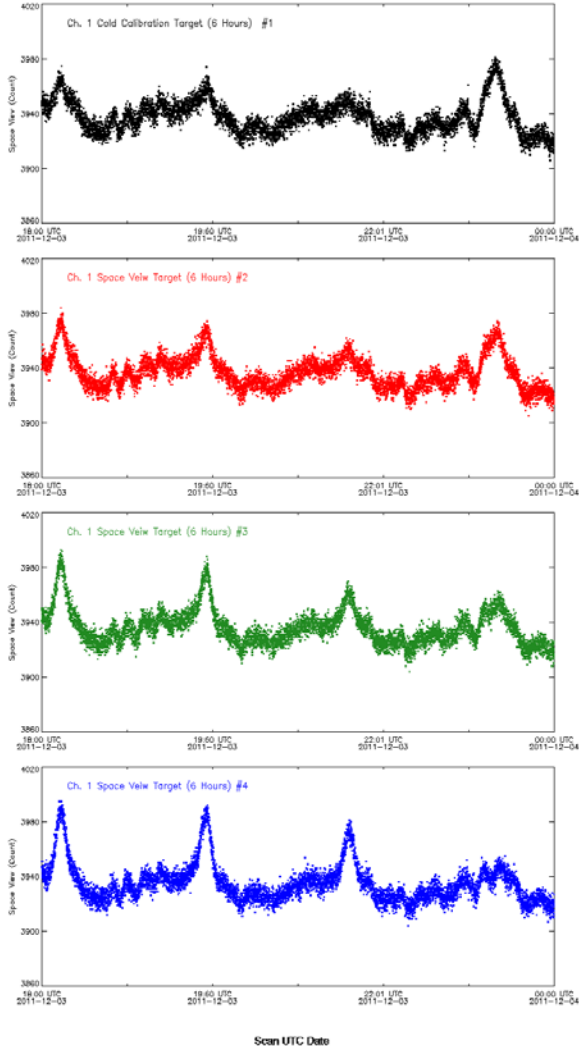 4020
Ch. 1 Cold Calibration Target (6 Hours) #1
3980
Space View (Count)
3940
3900
3860
18:00 UTC 19:60 UTC 22:01 UTC 00:00 UTC
2011-12-03 2011-12-03 2011-12-03 2011-12-04
4020
Ch. 1 Space Veiw Target (6 Hours) #2
3980
Space View (Count)
3940
3900
3860
18:00 UTC 19:60 UTC 22:01 UTC 00:00 UTC
2011-12-03 2011-12-03 2011-12-03 2011-12-04
4020
Ch. 1 Space Veiw Target (6 Hours) #3
3980
Space View (Count)
3940
3900
3860
18:00 UTC 19:60 UTC 22:01 UTC 00:00 UTC
2011-12-03 2011-12-03 2011-12-03 2011-12-04
4020
Ch. 1 Space Veiw Target (6 Hours) #4
3980
Space View (Count)
3940
3900
3860
18:00 UTC 19:60 UTC 22:01 UTC 00:00 UTC
2011-12-03 2011-12-03 2011-12-03 2011-12-04
Scan UTC Date